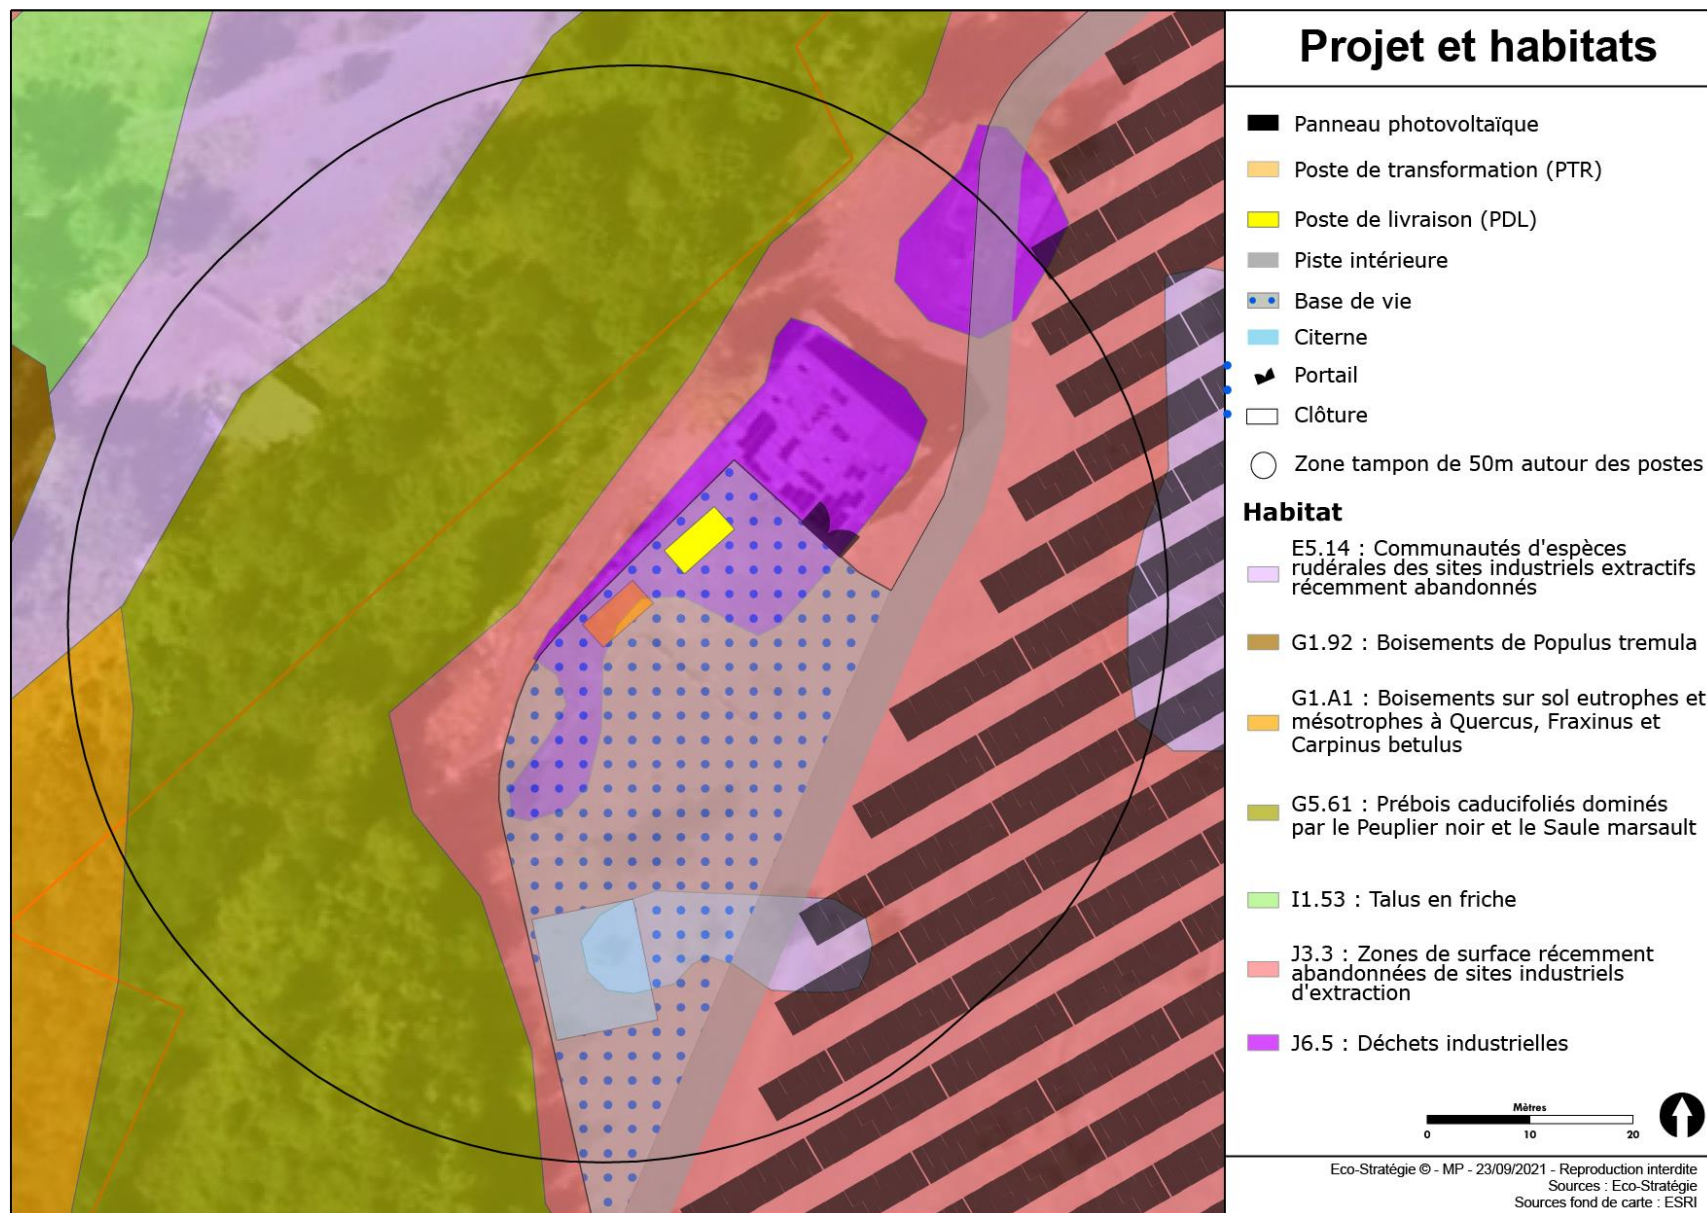 Projet et habitats
Panneau photovoltaïque
Poste de transformation (PTR)
Poste de livraison (PDL)
Piste intérieure
Base de vie
Citerne
Portail
Clôture
Zone tampon de 50m autour des postes
Habitat
E5.14 : Communautés d'espèces
rudérales des sites industriels extractifs
récemment abandonnés
G1.92 : Boisements de Populus tremula
G1.A1 : Boisements sur sol eutrophes et
mésotrophes à Quercus, Fraxinus et
Carpinus betulus
G5.61 : Prébois caducifoliés dominés
par le Peuplier noir et le Saule marsault
I1.53 : Talus en friche
J3.3 : Zones de surface récemment
abandonnées de sites industriels
d'extraction
J6.5 : Déchets industrielles
Mètres
0 10 20
Eco-Stratégie © - MP - 23/09/2021 - Reproduction interdite
Sources : Eco-Stratégie
Sources fond de carte : ESRI